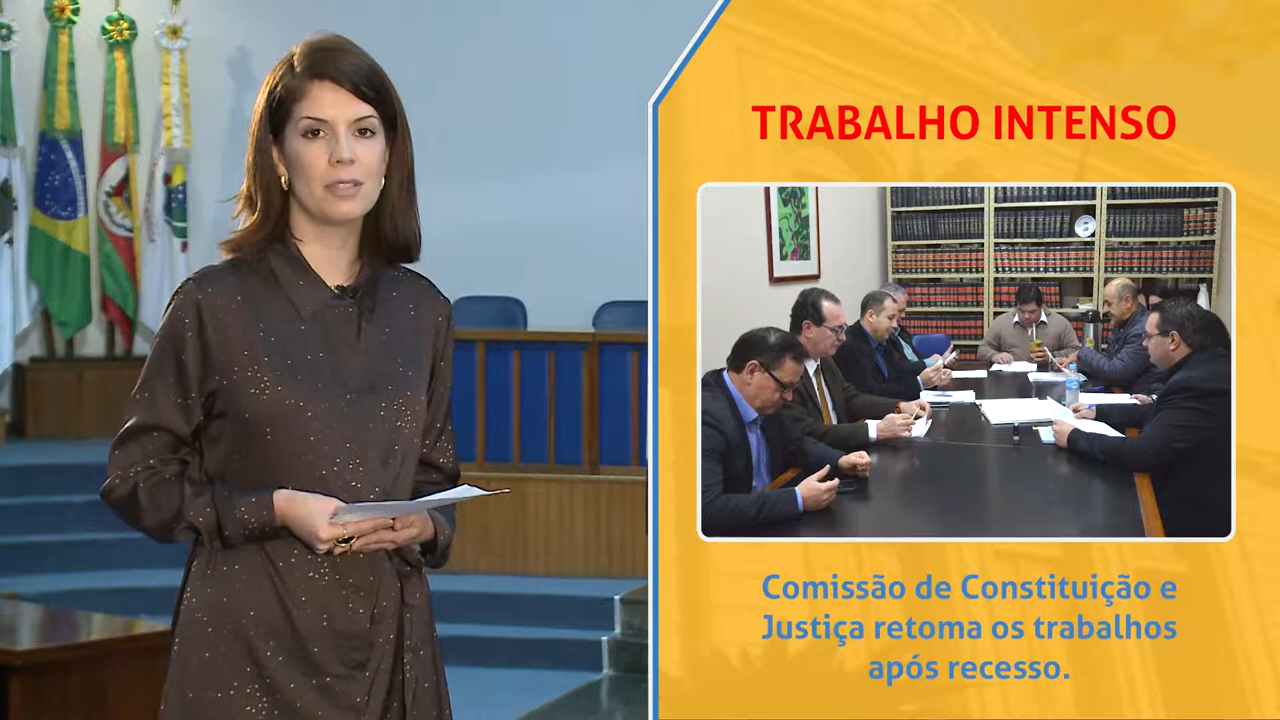 TRABALHO INTENSO
Comissão de Constituição e
Justiça retoma os trabalhos
após recesso.